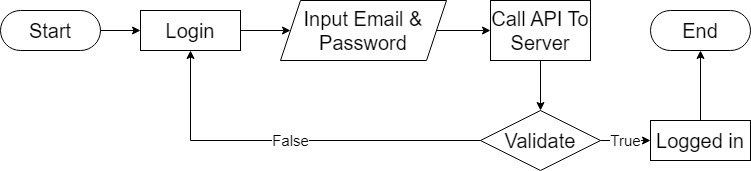 Start
Login
Input Email &
Password
Call API To
Server
End
False
Validate
True
Logged in